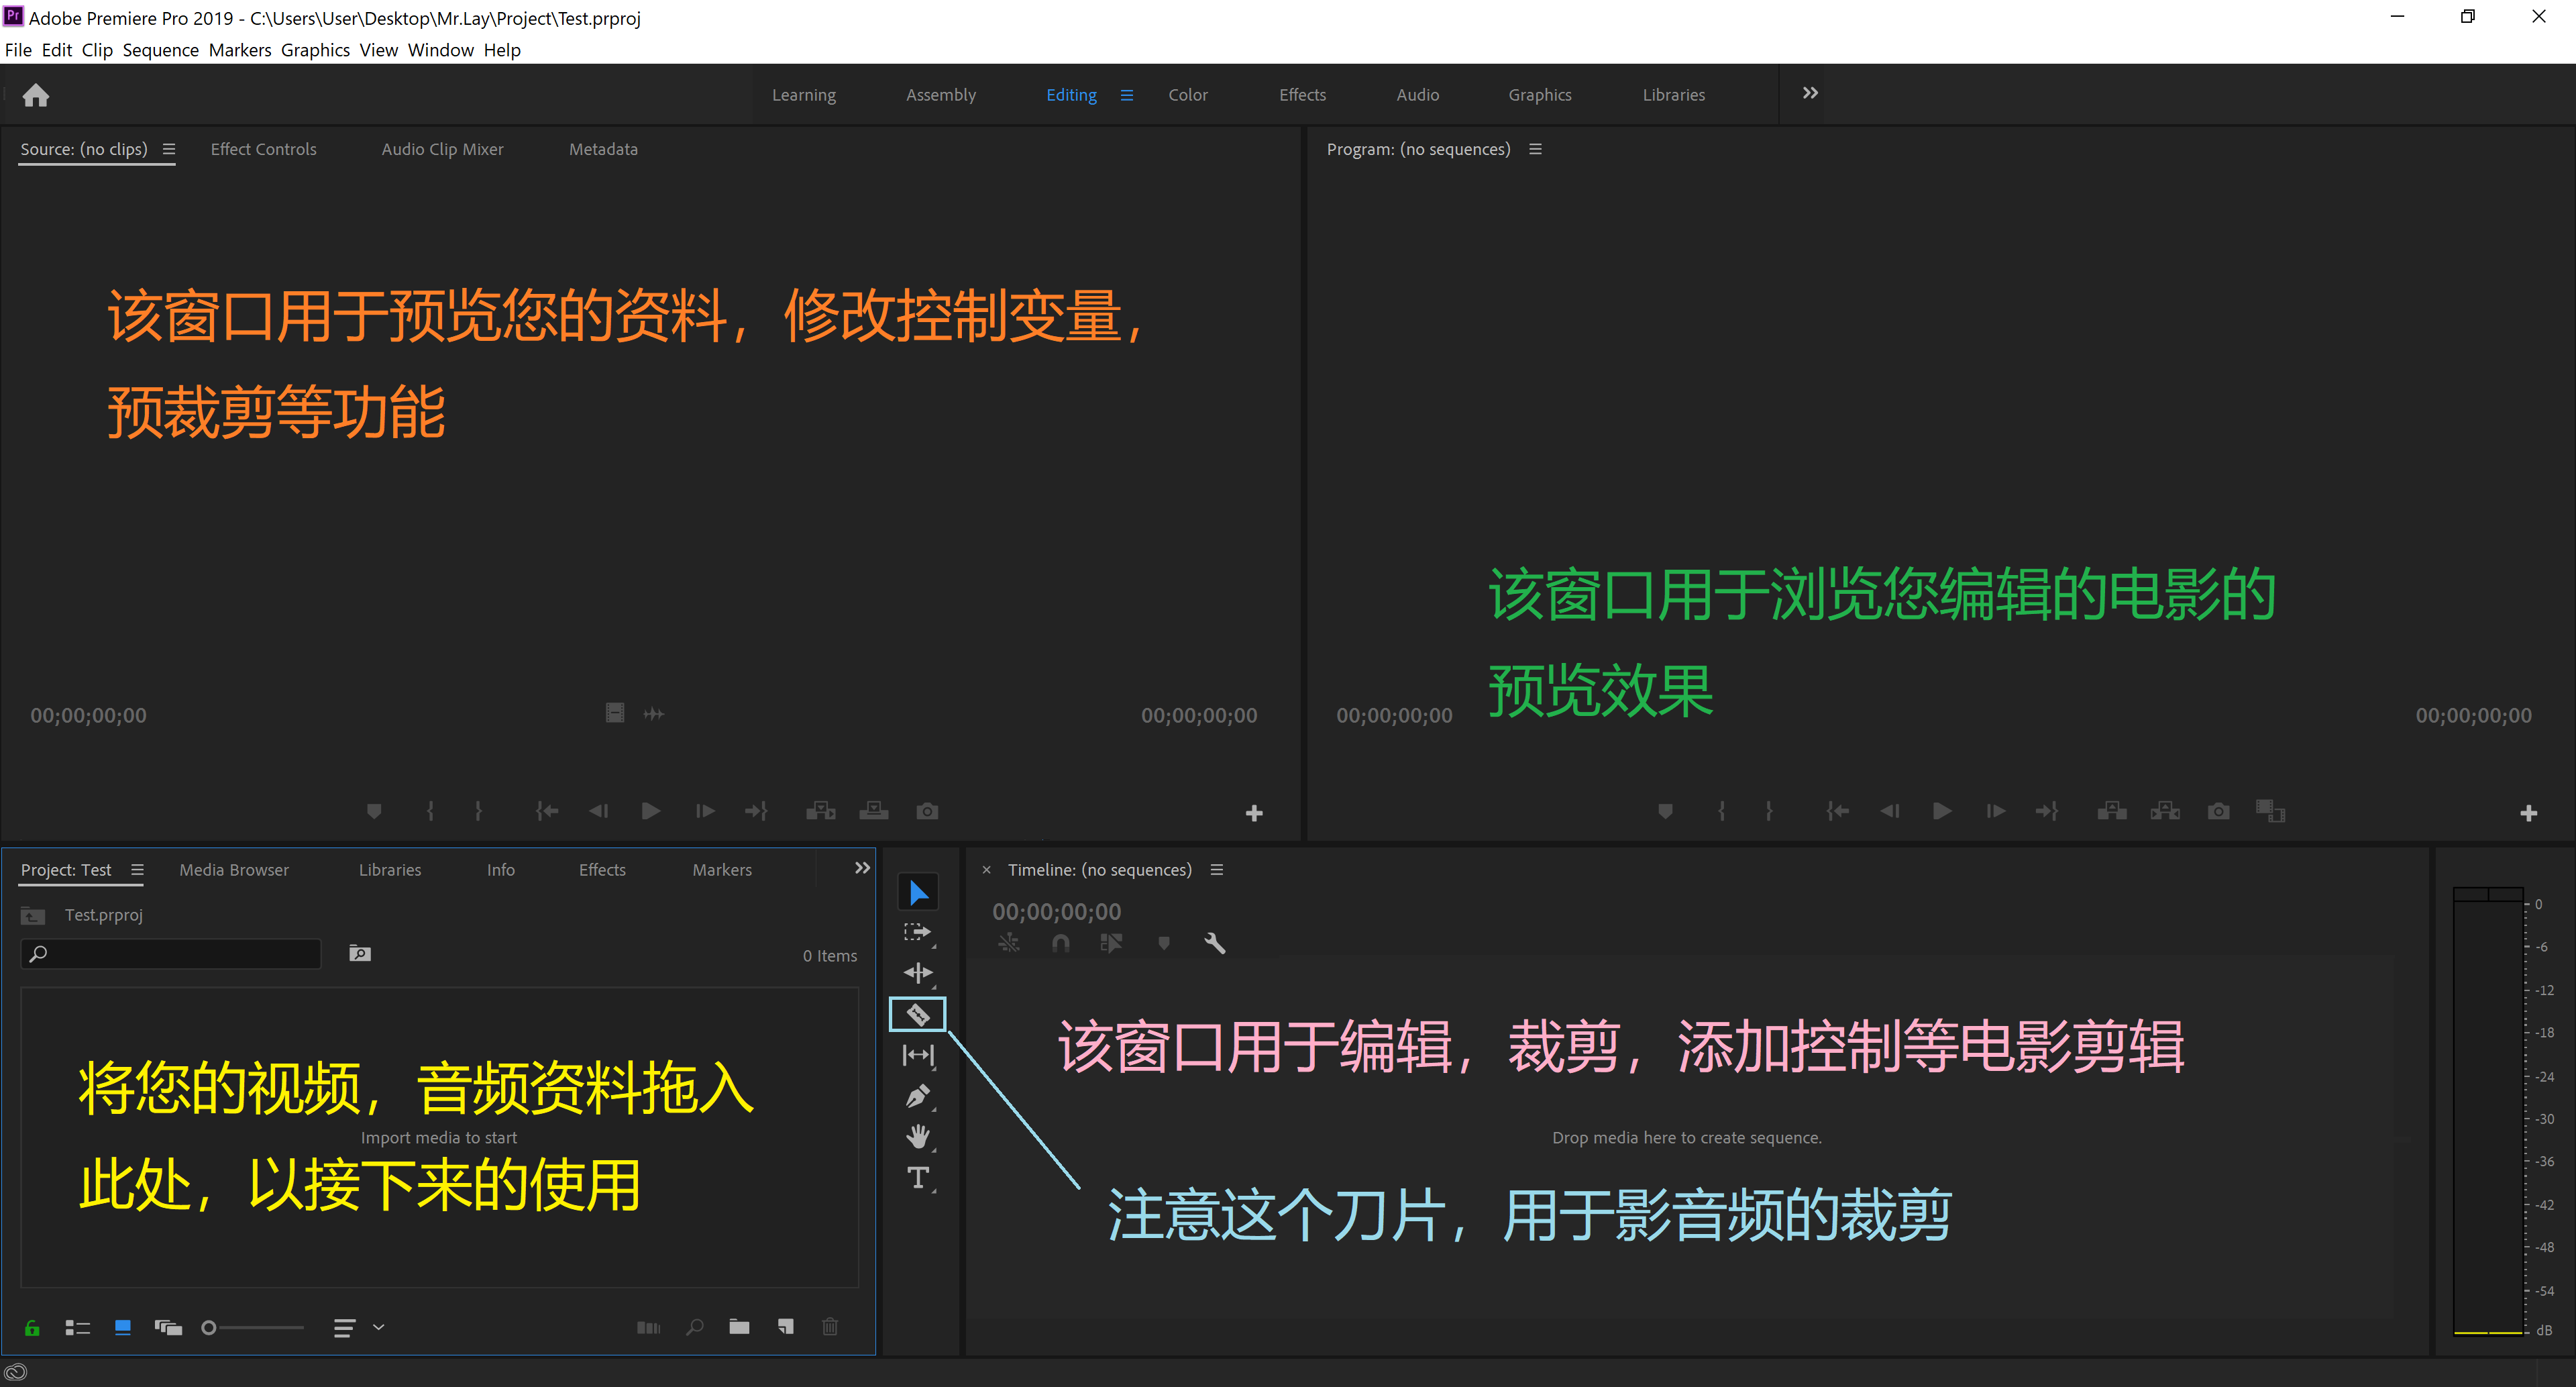 Adobe Premiere Pro 2019 - C:\Users\User\Desktop\Mr.Lay\Project\Test.prproj
File Edit Clip Sequence Markers Graphics View Window Help
Learning Assembly Editing Color Effects Audio Graphics Libraries
Source: (no clips) Effect Controls Audio Clip Mixer Metadata
Program: (no sequences)
该窗口用于预览您的资料，修改控制变量，
预裁剪等功能
该窗口用于浏览您编辑的电影的
预览效果
00;00;00;00 00;00;00;00
00;00;00;00 00;00;00;00
Project: Test Media Browser Libraries Info Effects Markers
Test.prproj
0 Items
将您的视频，音频资料拖入
Import media to start
此处，以接下来的使用
Timeline: (no sequences)
00;00;00;00
该窗口用于编辑，裁剪，添加控制等电影剪辑
Drop media here to create sequence.
注意这个刀片，用于影音频的裁剪
0
-6
-12
-18
-24
-30
-36
-42
-48
-54
dB